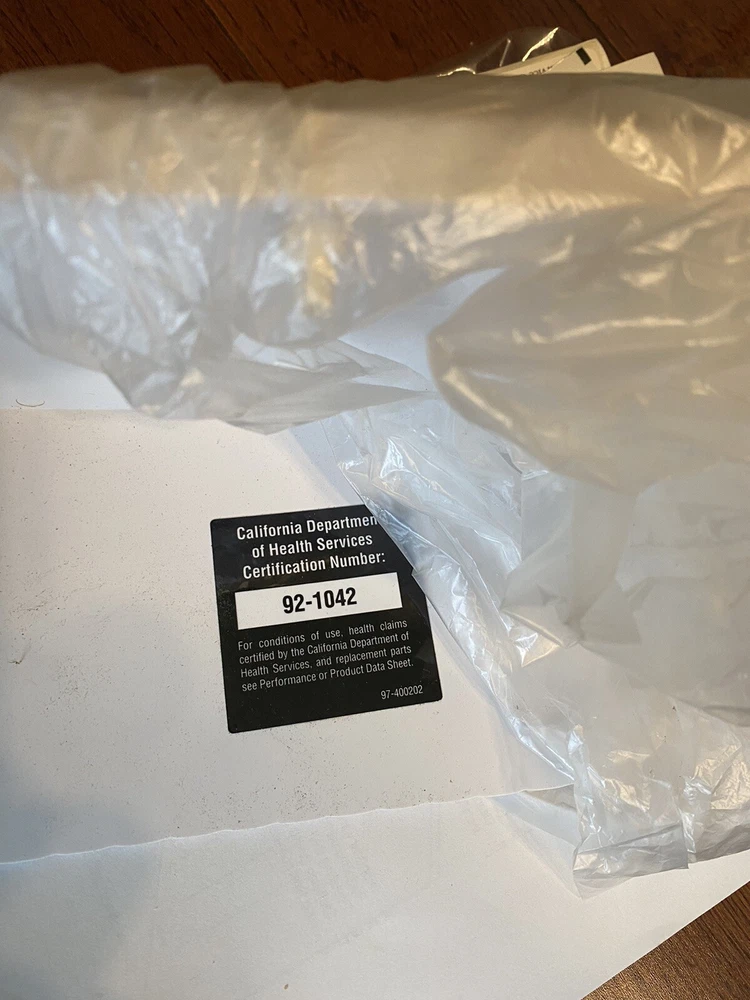 California Departmen
of Health Services
Certification Number:
92-1042
For conditions of use, health claims
certified by the California Department of
Health Services, and replacement parts
see Performance or Product Data Sheet.
97-400202